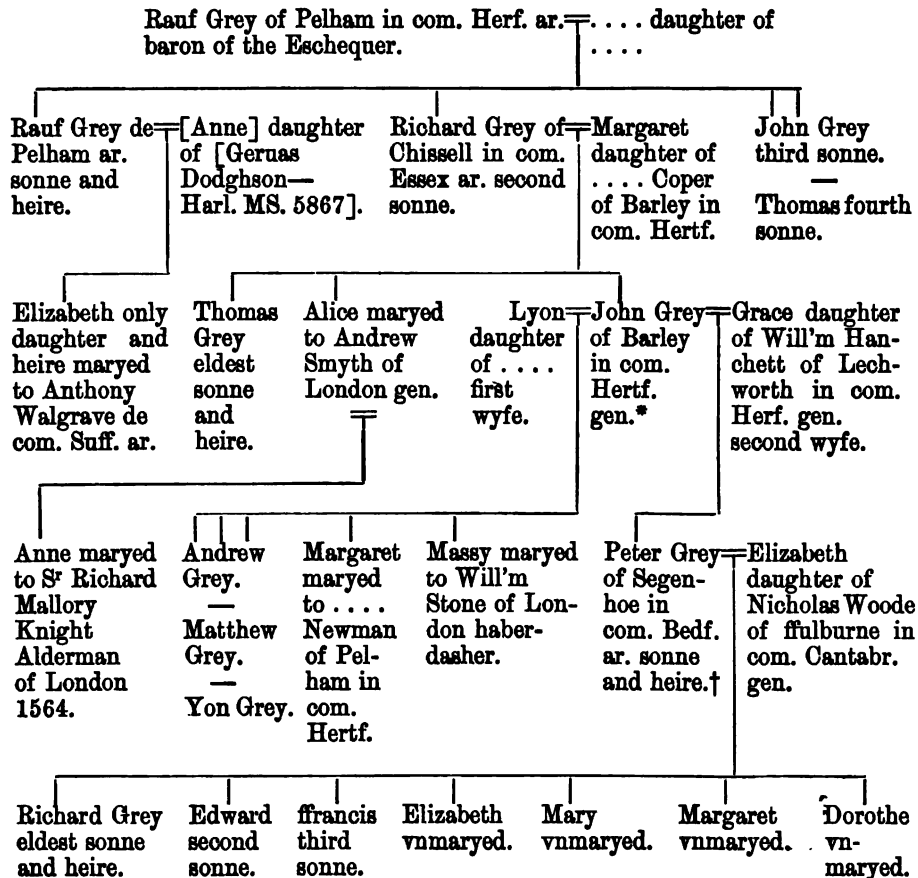 Rauf Grey of Pelham in com. Herf. ar.
baron of the Eschequer.
. . . . daughter of
. . . .
Rauf Grey de
Pelham ar.
sonne and
heire.
[Anne] daughter
of [Geruas
Dodghson—
Harl. MS. 5867].
Richard Grey of
Chissell in com.
Essex ar. second
sonne.
Margaret
daughter of
. . . . Coper
of Barley in
com. Hertf.
John Grey
third sonne.
—
Thomas fourth
sonne.
Elizabeth only
daughter and
heire maryed
to Anthony
Walgrave de
com. Suff. ar.
Thomas
Grey
eldest
sonne
and
heire.
Alice maryed
to Andrew
Smyth of
London gen.
Lyon
daughter
of . . . .
first
wyfe.
John Grey
of Barley
in com.
Hertf.
gen.*
Grace daughter
of Will'm Han-
chett of Lech-
worth in com.
Herf. gen.
second wyfe.
Anne maryed
to Sr Richard
Mallory
Knight
Alderman
of London
1564.
Andrew
Grey.
—
Matthew
Grey.
—
Yon Grey.
Margaret
maryed
to . . . .
Newman
of Pel-
ham in
com.
Hertf.
Massy maryed
to Will'm
Stone of Lon-
don haber-
dasher.
Peter Grey
of Segen-
hoe in
com. Bedf.
ar. sonne
and heire.†
Elizabeth
daughter of
Nicholas Woode
of ffulburne in
com. Cantabr.
gen.
Richard Grey
eldest sonne
and heire.
Edward
second
sonne.
ffrancis
third
sonne.
Elizabeth
vnmaryed.
Mary
vnmaryed.
Margaret
vnmaryed.
Dorothe
vn-
maryed.